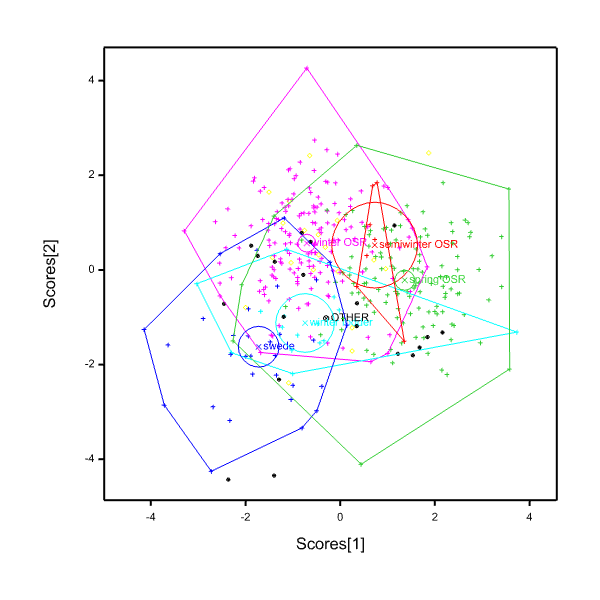 4
2
0
-2
-4
Scores[2]
winter OSR
semiwinter OSR
spring OSR
winter
OTHER
swede
-4
-2
0
2
4
Scores[1]